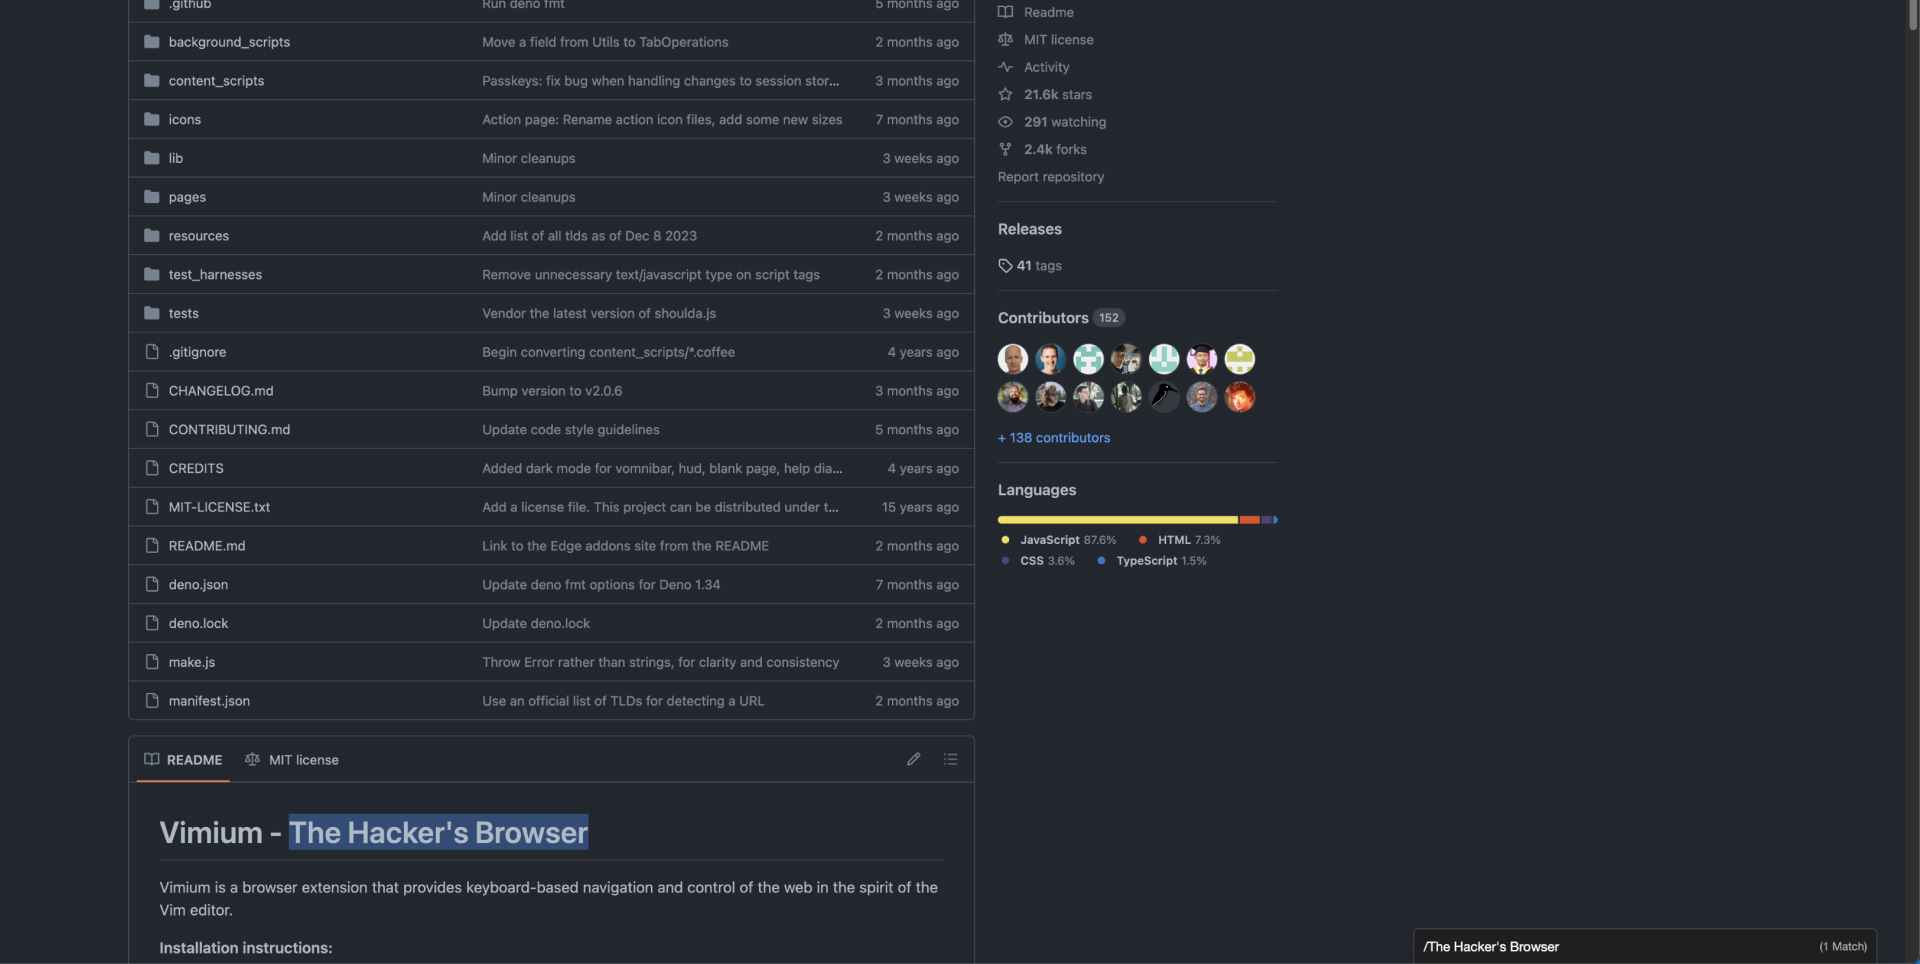 .github Run deno fmt 5 months ago
background_scripts Move a field from Utils to TabOperations 2 months ago
content_scripts Passkeys: fix bug when handling changes to session stor... 3 months ago
icons Action page: Rename action icon files, add some new sizes 7 months ago
lib Minor cleanups 3 weeks ago
pages Minor cleanups 3 weeks ago
resources Add list of all tlds as of Dec 8 2023 2 months ago
test_harnesses Remove unnecessary text/javascript type on script tags 2 months ago
tests Vendor the latest version of shoulda.js 3 weeks ago
.gitignore Begin converting content_scripts/*.coffee 4 years ago
CHANGELOG.md Bump version to v2.0.6 3 months ago
CONTRIBUTING.md Update code style guidelines 5 months ago
CREDITS Added dark mode for vomnibar, hud, blank page, help dia... 4 years ago
MIT-LICENSE.txt Add a license file. This project can be distributed under t... 15 years ago
README.md Link to the Edge addons site from the README 2 months ago
deno.json Update deno fmt options for Deno 1.34 7 months ago
deno.lock Update deno.lock 2 months ago
make.js Throw Error rather than strings, for clarity and consistency 3 weeks ago
manifest.json Use an official list of TLDs for detecting a URL 2 months ago
README MIT license
Vimium - The Hacker's Browser
Vimium is a browser extension that provides keyboard-based navigation and control of the web in the spirit of the
Vim editor.
Installation instructions:
Readme
MIT license
Activity
21.6k stars
291 watching
2.4k forks
Report repository
Releases
41 tags
Contributors 152
+ 138 contributors
Languages
JavaScript 87.6% HTML 7.3%
CSS 3.6% TypeScript 1.5%
/The Hacker's Browser (1 Match)